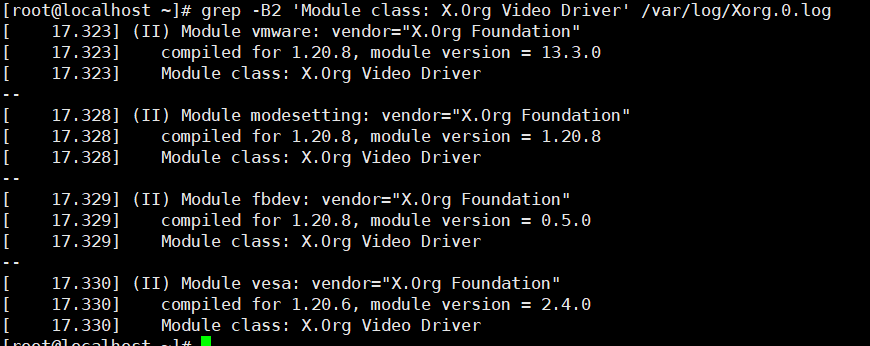 [root@localhost ~]# grep -B2 'Module class: X.Org Video Driver' /var/log/Xorg.0.log
[    17.323] (II) Module vmware: vendor="X.Org Foundation"
[    17.323]    compiled for 1.20.8, module version = 13.3.0
[    17.323]    Module class: X.Org Video Driver
--
[    17.328] (II) Module modesetting: vendor="X.Org Foundation"
[    17.328]    compiled for 1.20.8, module version = 1.20.8
[    17.328]    Module class: X.Org Video Driver
--
[    17.329] (II) Module fbdev: vendor="X.Org Foundation"
[    17.329]    compiled for 1.20.8, module version = 0.5.0
[    17.329]    Module class: X.Org Video Driver
--
[    17.330] (II) Module vesa: vendor="X.Org Foundation"
[    17.330]    compiled for 1.20.6, module version = 2.4.0
[    17.330]    Module class: X.Org Video Driver
[root@localhost ~]#